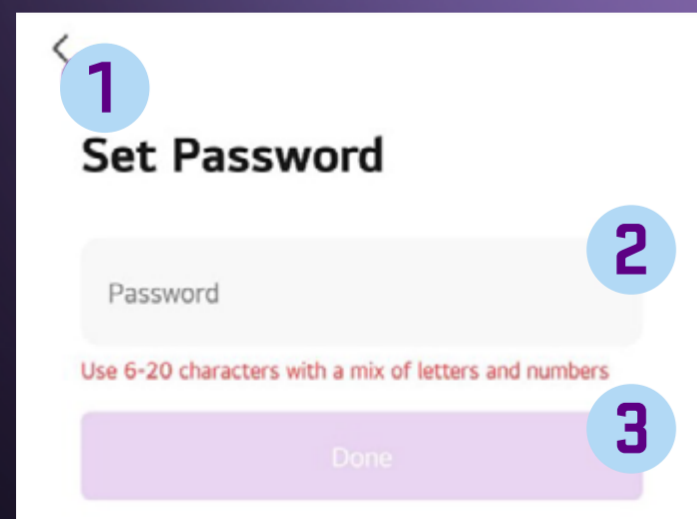 1
Set Password
2
Password
Use 6-20 characters with a mix of letters and numbers
3
Done